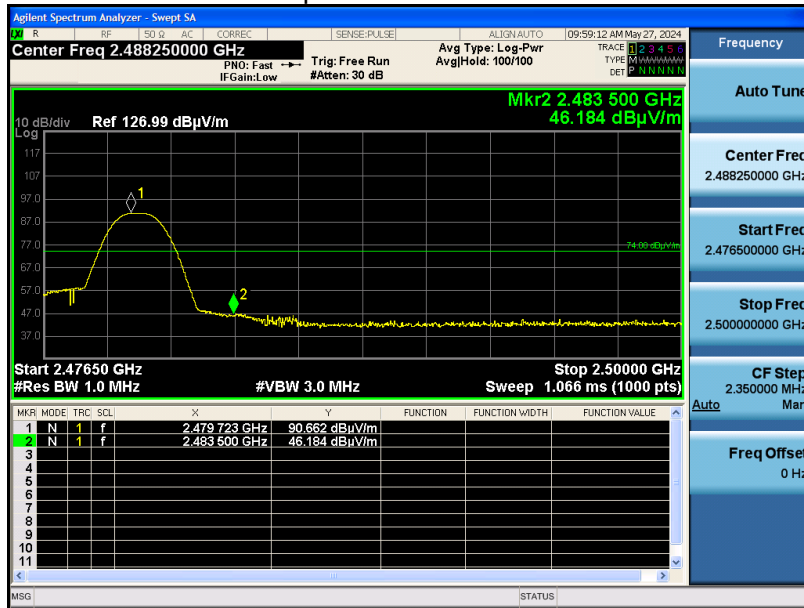 Agilent Spectrum Analyzer - Swept SA
LXI R RF 50 Ω AC CORREC SENSE:PULSE ALIGN AUTO 09:59:12 AM May 27, 2024
Center Freq 2.488250000 GHz
PNO: Fast
IFGain:Low
Trig: Free Run
#Atten: 30 dB
Avg Type: Log-Pwr
Avg|Hold: 100/100
TRACE 1 2 3 4 5 6
TYPE M WWWWW
DET P N N N N N
Mkr2 2.483 500 GHz
46.184 dBµV/m
10 dB/div Ref 126.99 dBµV/m
Log
117
107
97.0
87.0
77.0
67.0
57.0
47.0
37.0
1
74.00 dBµV/m
2
Start 2.47650 GHz Stop 2.50000 GHz
#Res BW 1.0 MHz #VBW 3.0 MHz Sweep 1.066 ms (1000 pts)
MKR MODE TRC SCL X Y FUNCTION FUNCTION WIDTH FUNCTION VALUE
1 N 1 f 2.479 723 GHz 90.662 dBµV/m
2 N 1 f 2.483 500 GHz 46.184 dBµV/m
3
4
5
6
7
8
9
10
11
MSG STATUS
Frequency
Auto Tune
Center Freq
2.488250000 GHz
Start Freq
2.476500000 GHz
Stop Freq
2.500000000 GHz
CF Step
2.350000 MHz
Auto Man
Freq Offset
0 Hz